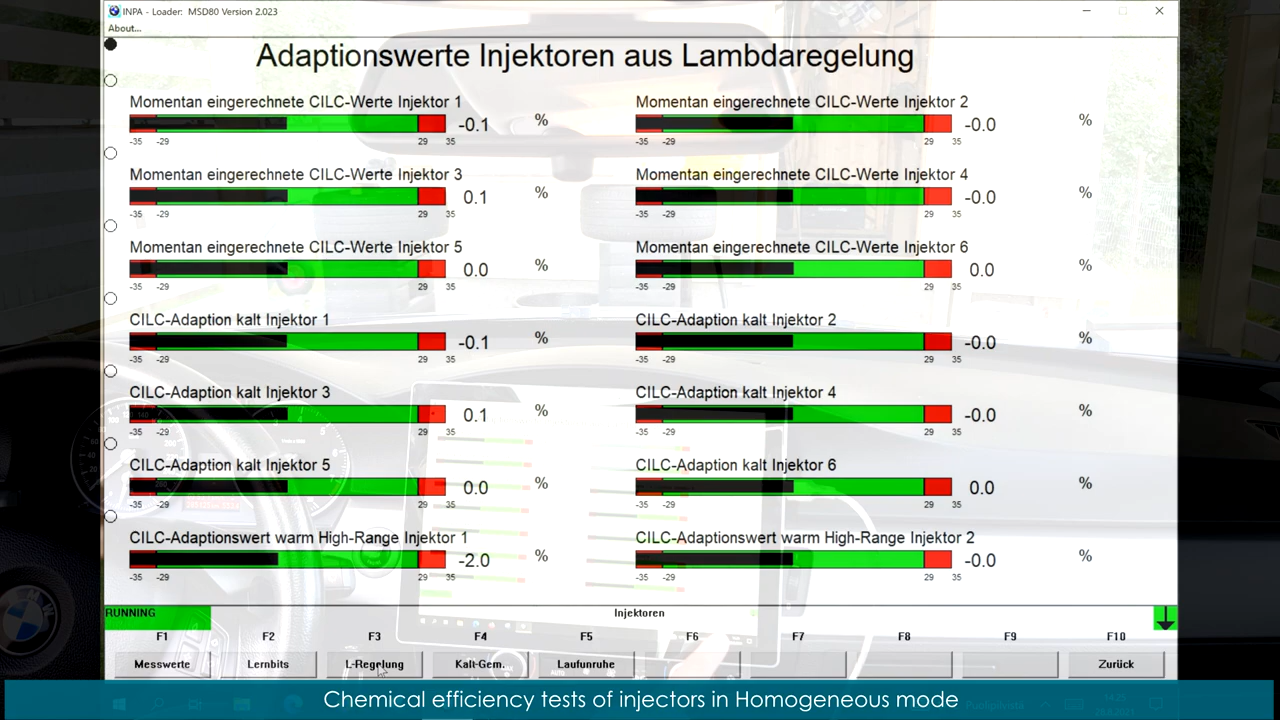 INPA - Loader: MSD80 Version 2.023
About...
Adaptionswerte Injektoren aus Lambdaregelung
Momentan eingerechnete CILC-Werte Injektor 1
-0.1 %
-35 -29 29 35
Momentan eingerechnete CILC-Werte Injektor 2
-0.0 %
-35 -29 29 35
Momentan eingerechnete CILC-Werte Injektor 3
0.1 %
-35 -29 29 35
Momentan eingerechnete CILC-Werte Injektor 4
-0.0 %
-35 -29 29 35
Momentan eingerechnete CILC-Werte Injektor 5
0.0 %
-35 -29 29 35
Momentan eingerechnete CILC-Werte Injektor 6
0.0 %
-35 -29 29 35
CILC-Adaption kalt Injektor 1
-0.1 %
-35 -29 29 35
CILC-Adaption kalt Injektor 2
-0.0 %
-35 -29 29 35
CILC-Adaption kalt Injektor 3
0.1 %
-35 -29 29 35
CILC-Adaption kalt Injektor 4
-0.0 %
-35 -29 29 35
CILC-Adaption kalt Injektor 5
0.0 %
-35 -29 29 35
CILC-Adaption kalt Injektor 6
0.0 %
-35 -29 29 35
CILC-Adaptionswert warm High-Range Injektor 1
-2.0 %
-35 -29 29 35
CILC-Adaptionswert warm High-Range Injektor 2
-0.0 %
-35 -29 29 35
RUNNING Injektoren
F1 F2 F3 F4 F5 F6 F7 F8 F9 F10
Messwerte Lernbits L-Regelung Kalt-Gem. Laufunruhe Zurück
Chemical efficiency tests of injectors in Homogeneous mode
Puolipilvistä